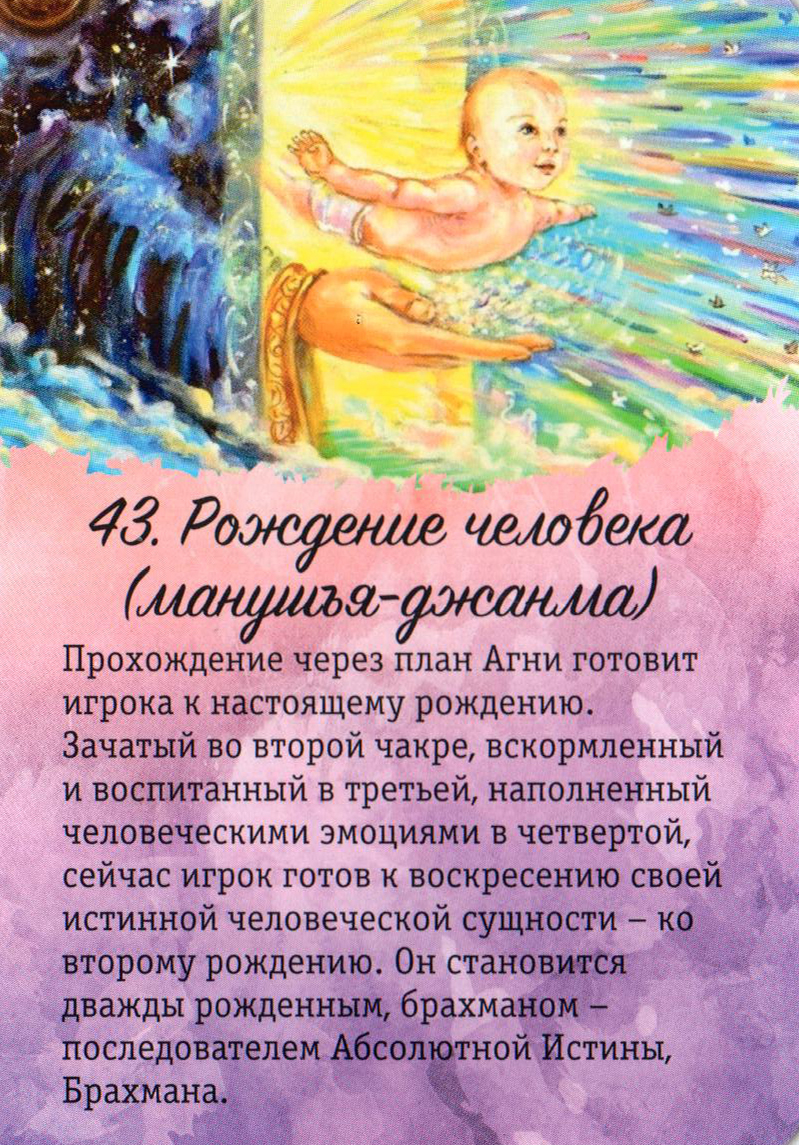 43. Рождение человека
(манушья-джанма)
Прохождение через план Агни готовит
игрока к настоящему рождению.
Зачатый во второй чакре, вскормленный
и воспитанный в третьей, наполненный
человеческими эмоциями в четвертой,
сейчас игрок готов к воскресению своей
истинной человеческой сущности – ко
второму рождению. Он становится
дважды рожденным, брахманом –
последователем Абсолютной Истины,
Брахмана.